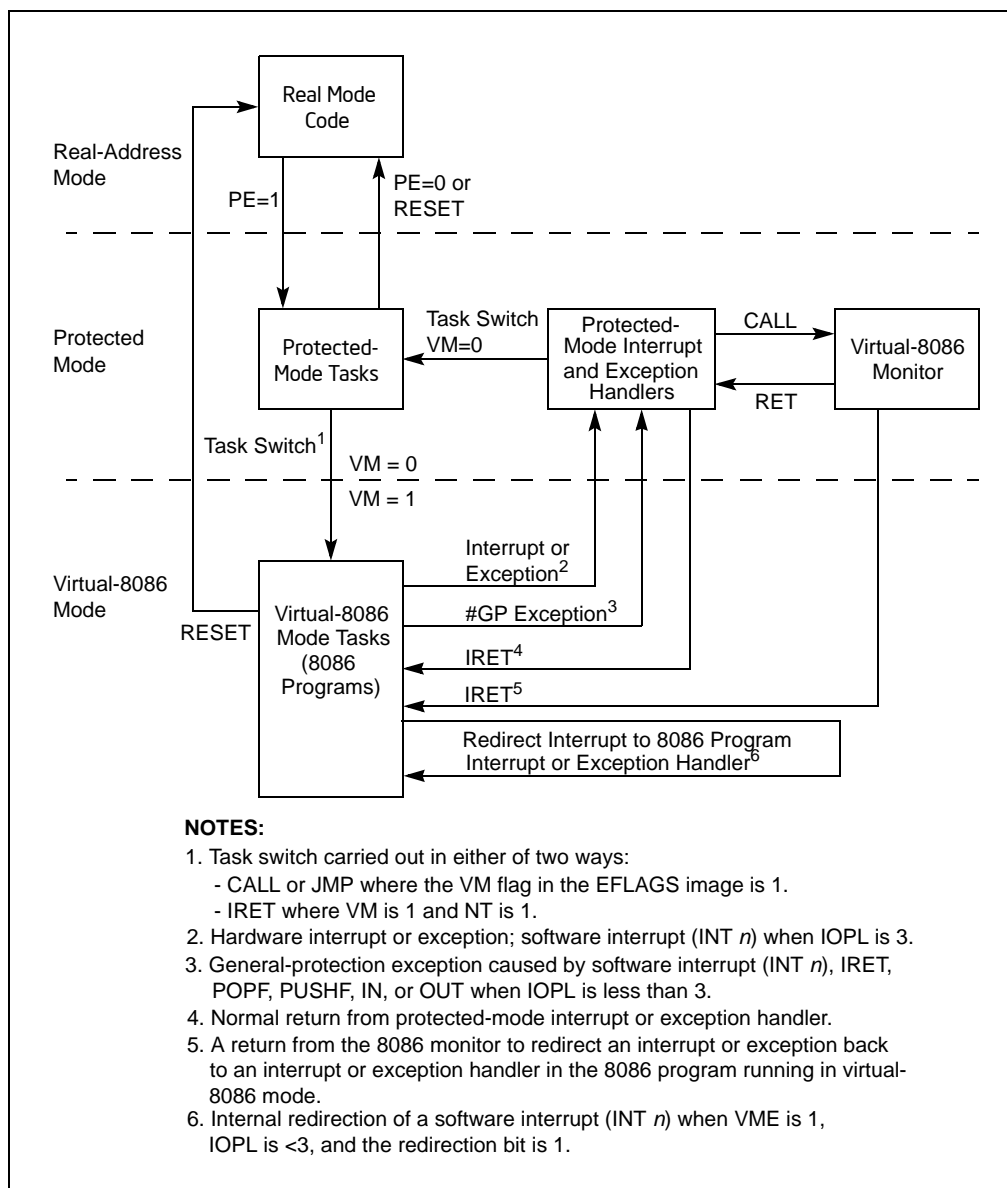 Real Mode
Code
Real-Address
Mode
PE=1
PE=0 or
RESET
Protected
Mode
Protected-
Mode Tasks
Task Switch
VM=0
Protected-
Mode Interrupt
and Exception
Handlers
CALL
RET
Virtual-8086
Monitor
Task Switch1
VM = 0
VM = 1
Virtual-8086
Mode
RESET
Virtual-8086
Mode Tasks
(8086
Programs)
Interrupt or
Exception2
#GP Exception3
IRET4
IRET5
Redirect Interrupt to 8086 Program
Interrupt or Exception Handler6
NOTES:
1. Task switch carried out in either of two ways:
- CALL or JMP where the VM flag in the EFLAGS image is 1.
- IRET where VM is 1 and NT is 1.
2. Hardware interrupt or exception; software interrupt (INT n) when IOPL is 3.
3. General-protection exception caused by software interrupt (INT n), IRET,
POPF, PUSHF, IN, or OUT when IOPL is less than 3.
4. Normal return from protected-mode interrupt or exception handler.
5. A return from the 8086 monitor to redirect an interrupt or exception back
to an interrupt or exception handler in the 8086 program running in virtual-
8086 mode.
6. Internal redirection of a software interrupt (INT n) when VME is 1,
IOPL is <3, and the redirection bit is 1.